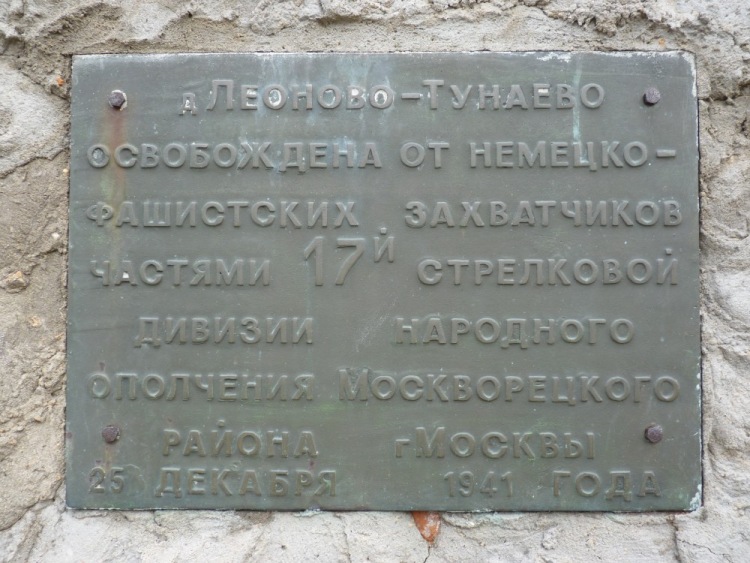 д Леоново-Тунаево
освобождена от немецко-
фашистских захватчиков
частями 17й стрелковой
дивизии народного
ополчения Москворецкого
района г Москвы
25 декабря 1941 года